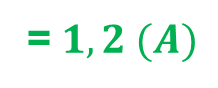 = 1, 2 (A)